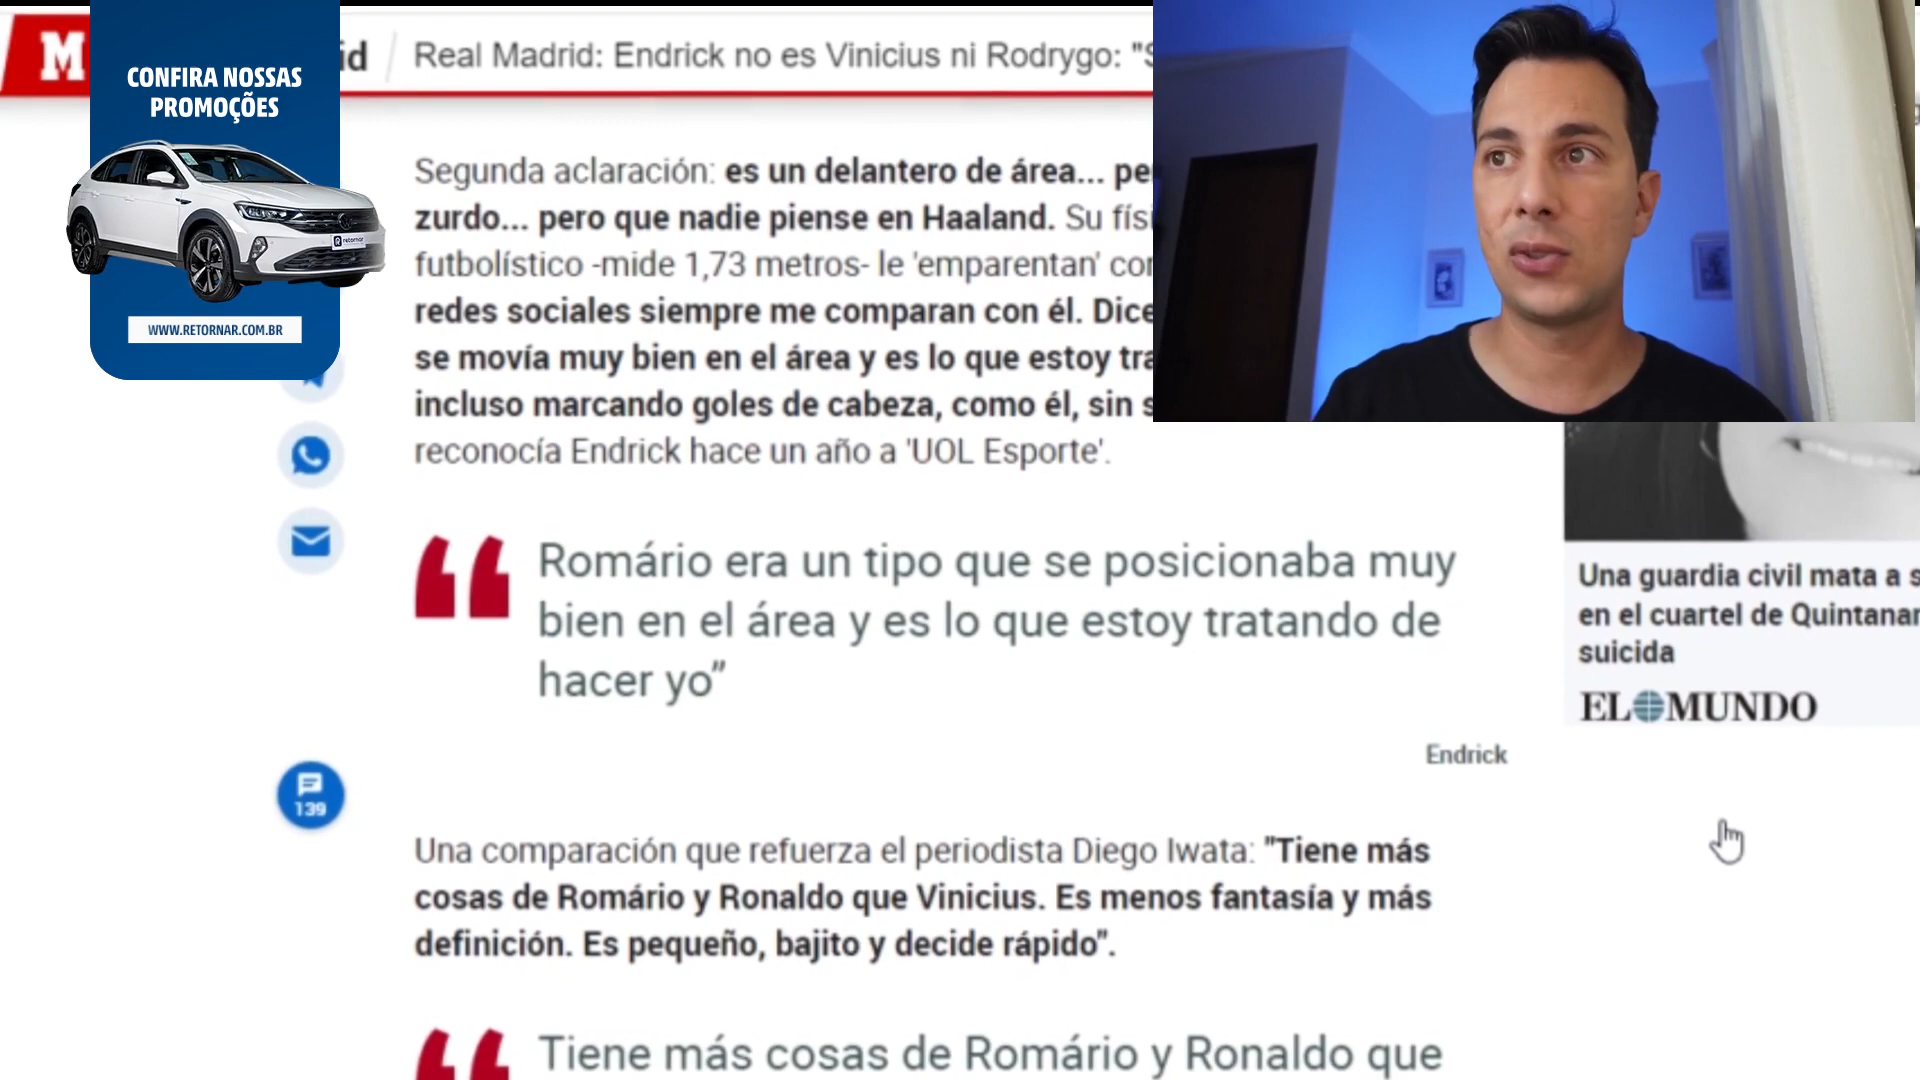 M
CONFIRA NOSSAS
PROMOÇÕES
retornar
WWW.RETORNAR.COM.BR
id
Real Madrid: Endrick no es Vinicius ni Rodrygo: "S
Segunda aclaración: es un delantero de área... pe
zurdo... pero que nadie piense en Haaland. Su físi
futbolístico -mide 1,73 metros- le 'emparentan' co
redes sociales siempre me comparan con él. Dice
se movía muy bien en el área y es lo que estoy tra
incluso marcando goles de cabeza, como él, sin s
reconocía Endrick hace un año a 'UOL Esporte'.
Romário era un tipo que se posicionaba muy
bien en el área y es lo que estoy tratando de
hacer yo”
Endrick
139
Una comparación que refuerza el periodista Diego Iwata: "Tiene más
cosas de Romário y Ronaldo que Vinicius. Es menos fantasía y más
definición. Es pequeño, bajito y decide rápido".
Tiene más cosas de Romário y Ronaldo que
Una guardia civil mata a s
en el cuartel de Quintanar
suicida
EL MUNDO